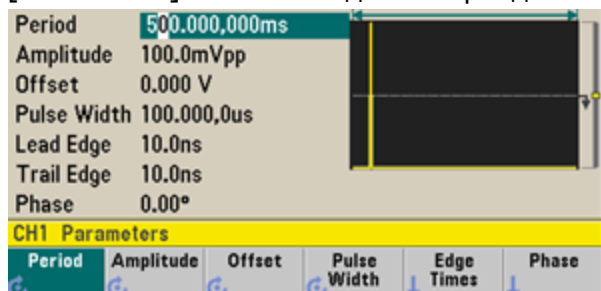 Period 500.000,000ms
Amplitude 100.0mVpp
Offset 0.000 V
Pulse Width 100.000,0us
Lead Edge 10.0ns
Trail Edge 10.0ns
Phase 0.00°
CH1 Parameters
Period Amplitude Offset Pulse Width Edge Times Phase